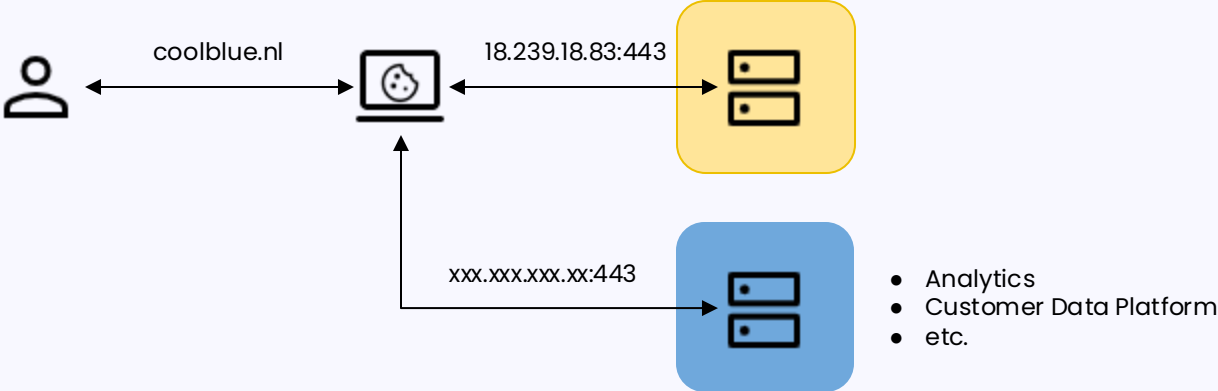 coolblue.nl
18.239.18.83:443
xxx.xxx.xxx.xx:443
● Analytics
● Customer Data Platform
● etc.